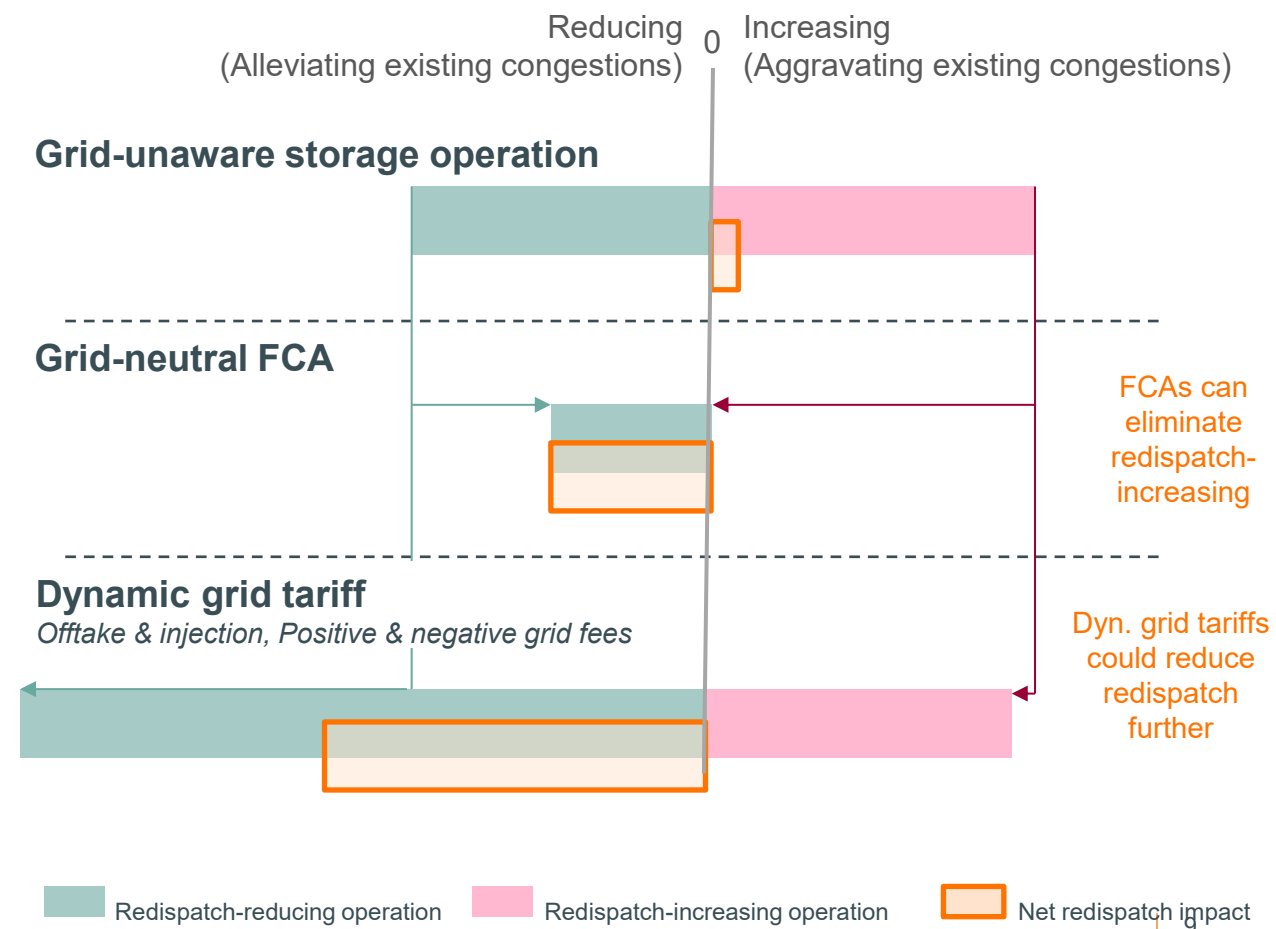 Reducing
(Alleviating existing congestions)
0
Increasing
(Aggravating existing congestions)
Grid-unaware storage operation
Grid-neutral FCA
FCAs can
eliminate
redispatch-
increasing
Dynamic grid tariff
Offtake & injection, Positive & negative grid fees
Dyn. grid tariffs
could reduce
redispatch
further
Redispatch-reducing operation
Redispatch-increasing operation
Net redispatch impact